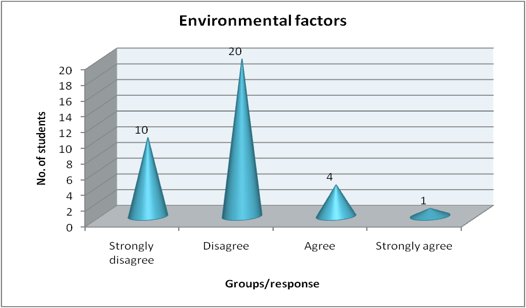 Environmental factors
No. of students
20
18
16
14
12
10
8
6
4
2
0
10
20
4
1
Strongly
disagree
Disagree
Agree
Strongly agree
Groups/response